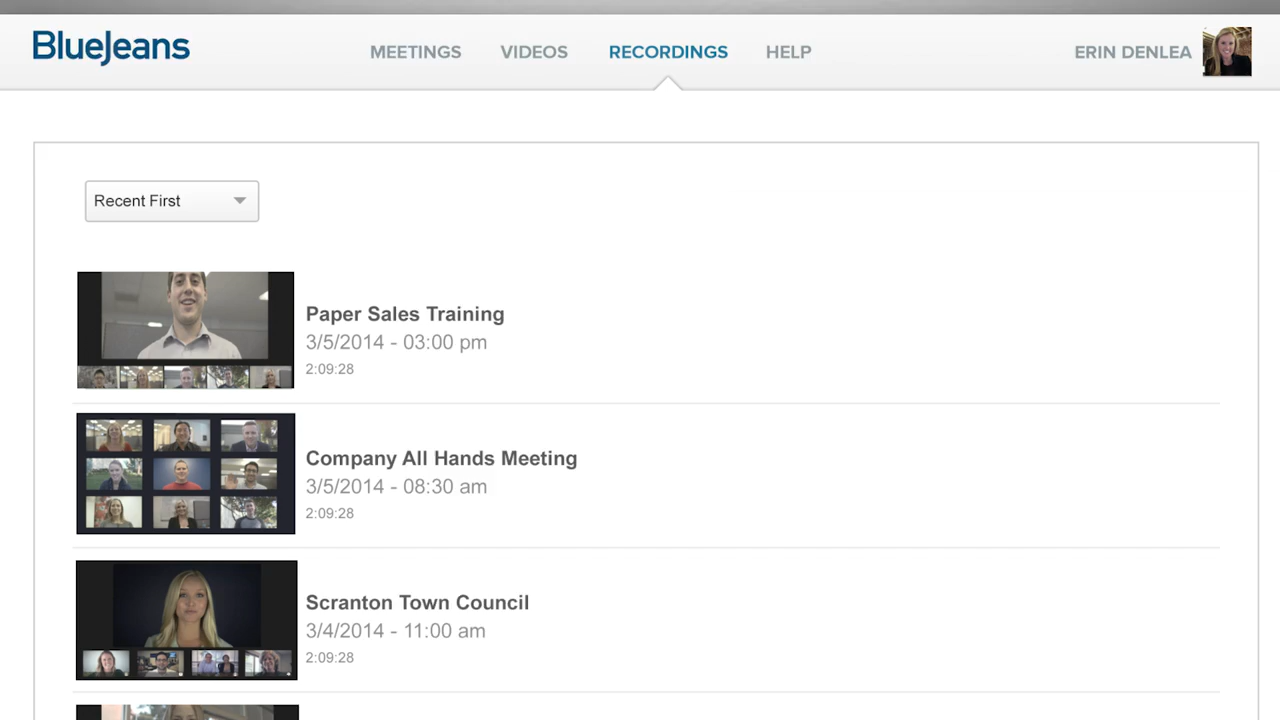 BlueJeans
MEETINGS VIDEOS RECORDINGS HELP ERIN DENLEA
Recent First
Paper Sales Training
3/5/2014 - 03:00 pm
2:09:28
Company All Hands Meeting
3/5/2014 - 08:30 am
2:09:28
Scranton Town Council
3/4/2014 - 11:00 am
2:09:28